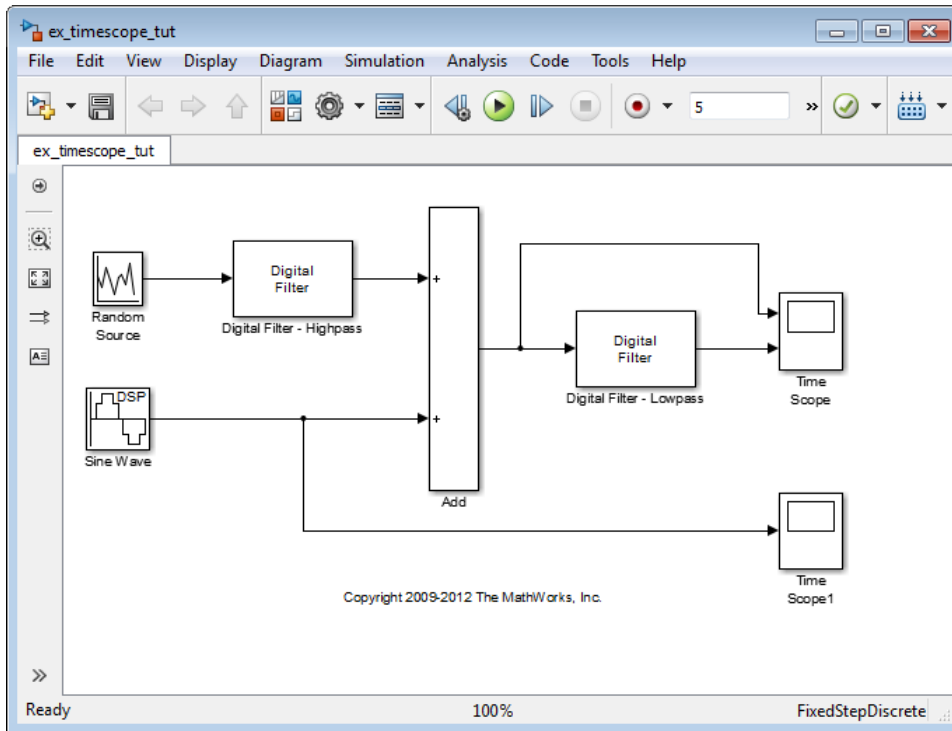 ex_timescope_tut
File Edit View Display Diagram Simulation Analysis Code Tools Help
5 »
ex_timescope_tut
Random
Source
Digital
Filter
Digital Filter - Highpass
+
DSP
Sine Wave
+
Add
Digital
Filter
Digital Filter - Lowpass
Time
Scope
Time
Scope1
Copyright 2009-2012 The MathWorks, Inc.
Ready 100% FixedStepDiscrete